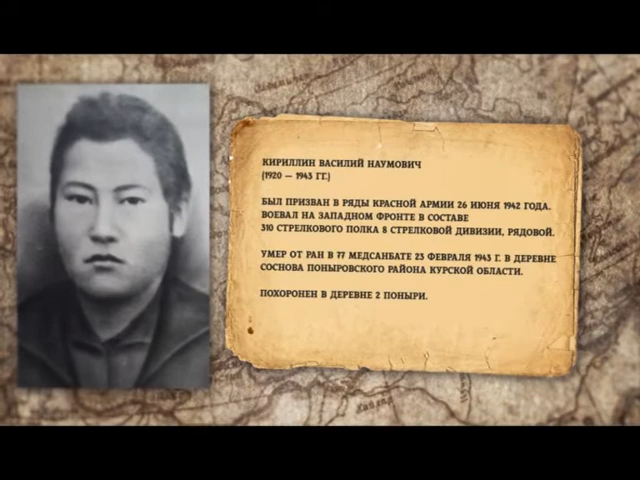 КИРИЛЛИН ВАСИЛИЙ НАУМОВИЧ
(1920 — 1943 ГГ.)
БЫЛ ПРИЗВАН В РЯДЫ КРАСНОЙ АРМИИ 26 ИЮНЯ 1942 ГОДА.
ВОЕВАЛ НА ЗАПАДНОМ ФРОНТЕ В СОСТАВЕ
310 СТРЕЛКОВОГО ПОЛКА 8 СТРЕЛКОВОЙ ДИВИЗИИ, РЯДОВОЙ.
УМЕР ОТ РАН В 77 МЕДСАНБАТЕ 23 ФЕВРАЛЯ 1943 Г. В ДЕРЕВНЕ
СОСНОВА ПОНЫРОВСКОГО РАЙОНА КУРСКОЙ ОБЛАСТИ.
ПОХОРОНЕН В ДЕРЕВНЕ 2 ПОНЫРИ.